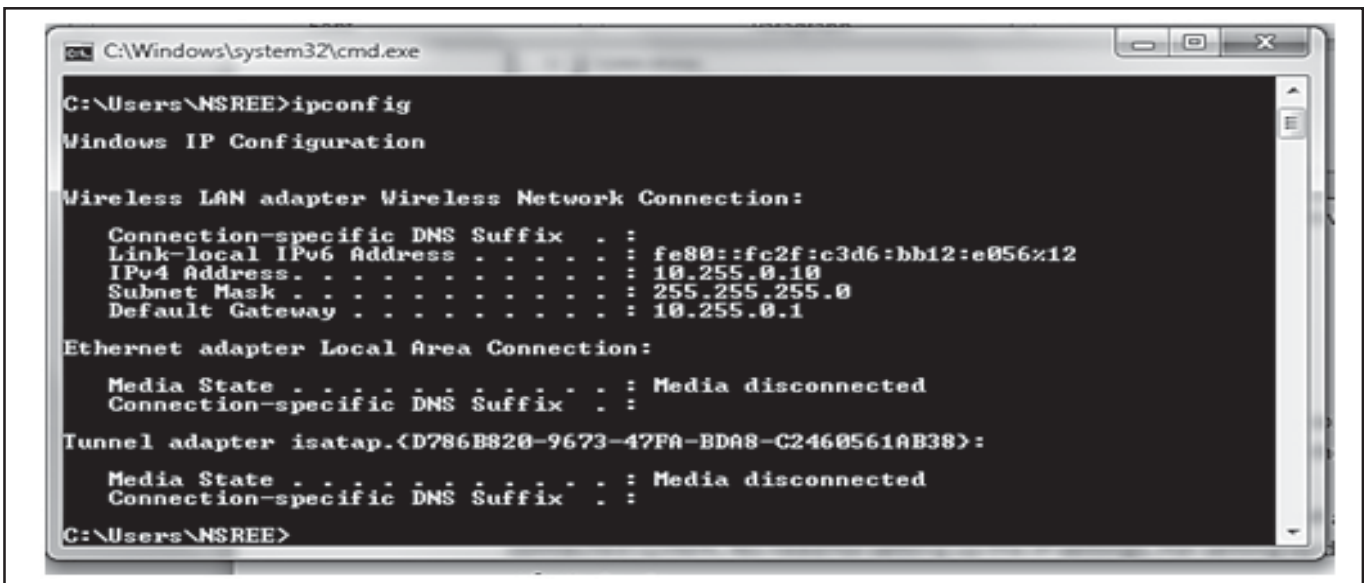 C:\Windows\system32\cmd.exe
C:\Users\NSREE>ipconfig
Windows IP Configuration
Wireless LAN adapter Wireless Network Connection:
Connection-specific DNS Suffix . :
Link-local IPv6 Address . . . . . : fe80::fc2f:c3d6:bb12:e056%12
IPv4 Address. . . . . . . . . . . : 10.255.0.10
Subnet Mask . . . . . . . . . . . : 255.255.255.0
Default Gateway . . . . . . . . . : 10.255.0.1
Ethernet adapter Local Area Connection:
Media State . . . . . . . . . . . : Media disconnected
Connection-specific DNS Suffix . :
Tunnel adapter isatap.{D786B820-9673-47FA-BDA8-C2460561AB38}:
Media State . . . . . . . . . . . : Media disconnected
Connection-specific DNS Suffix . :
C:\Users\NSREE>